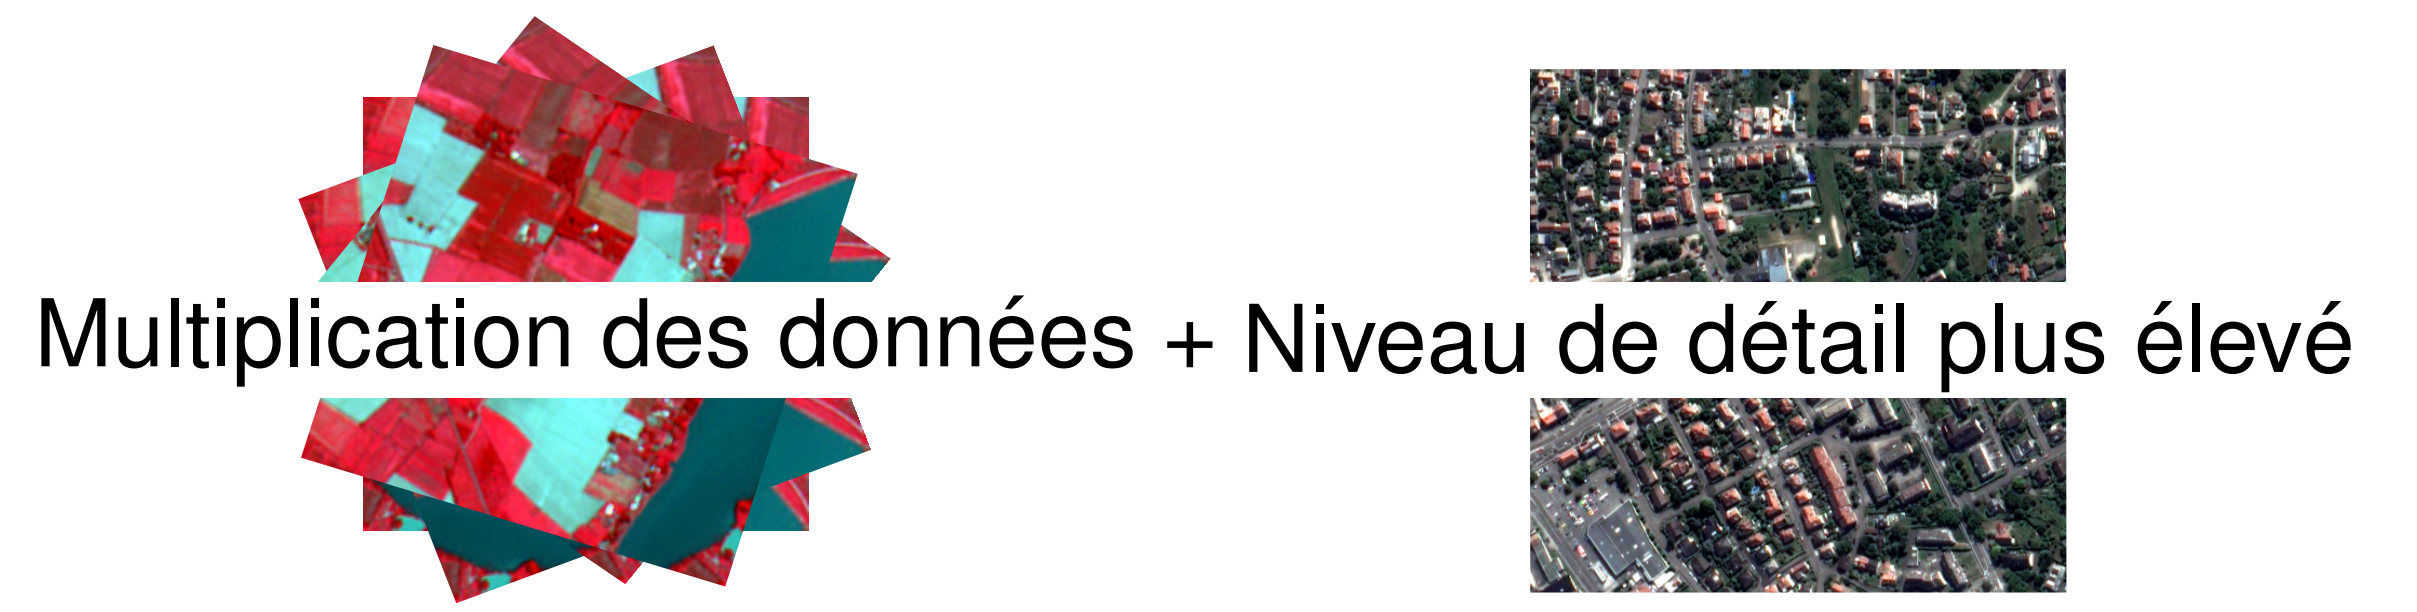 Multiplication des données + Niveau de détail plus élevé